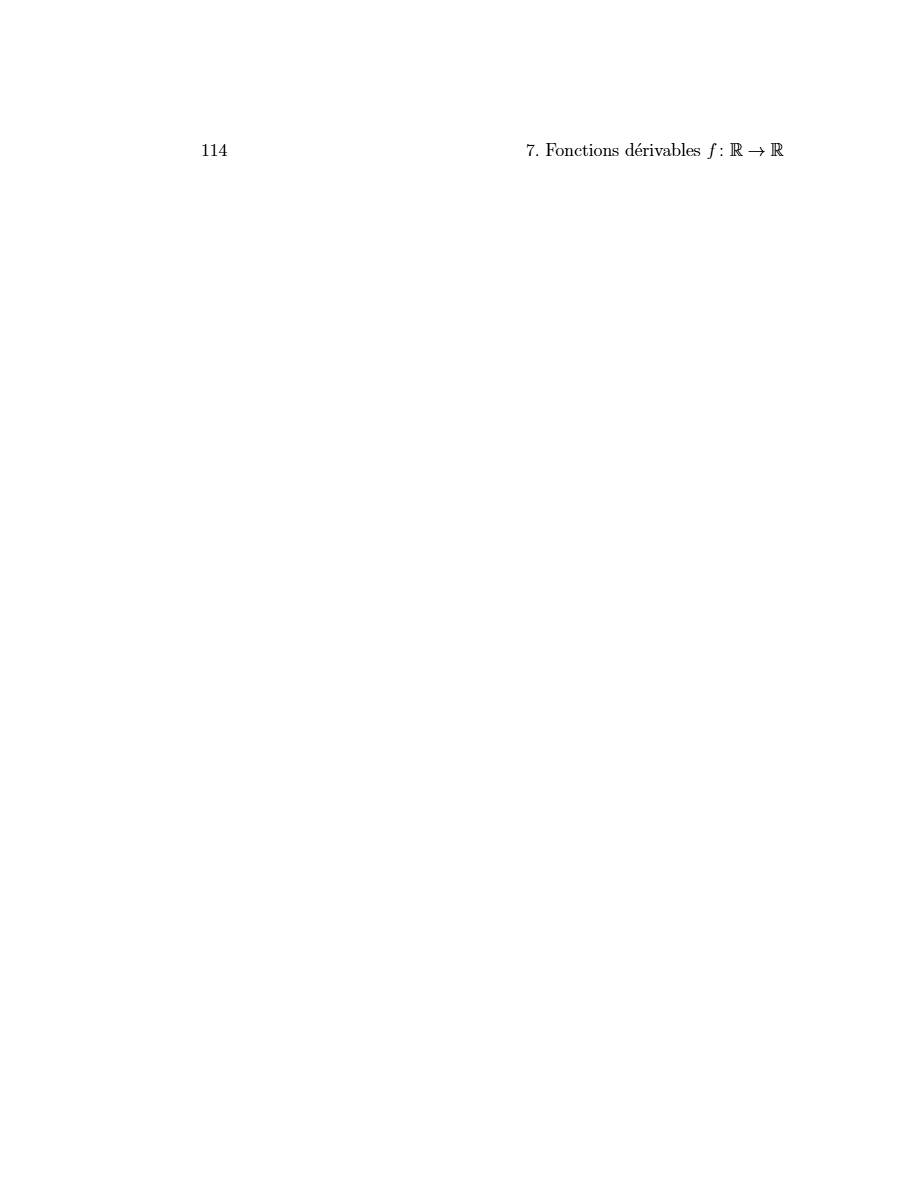 114 7. Fonctions dérivables f : ℝ → ℝ